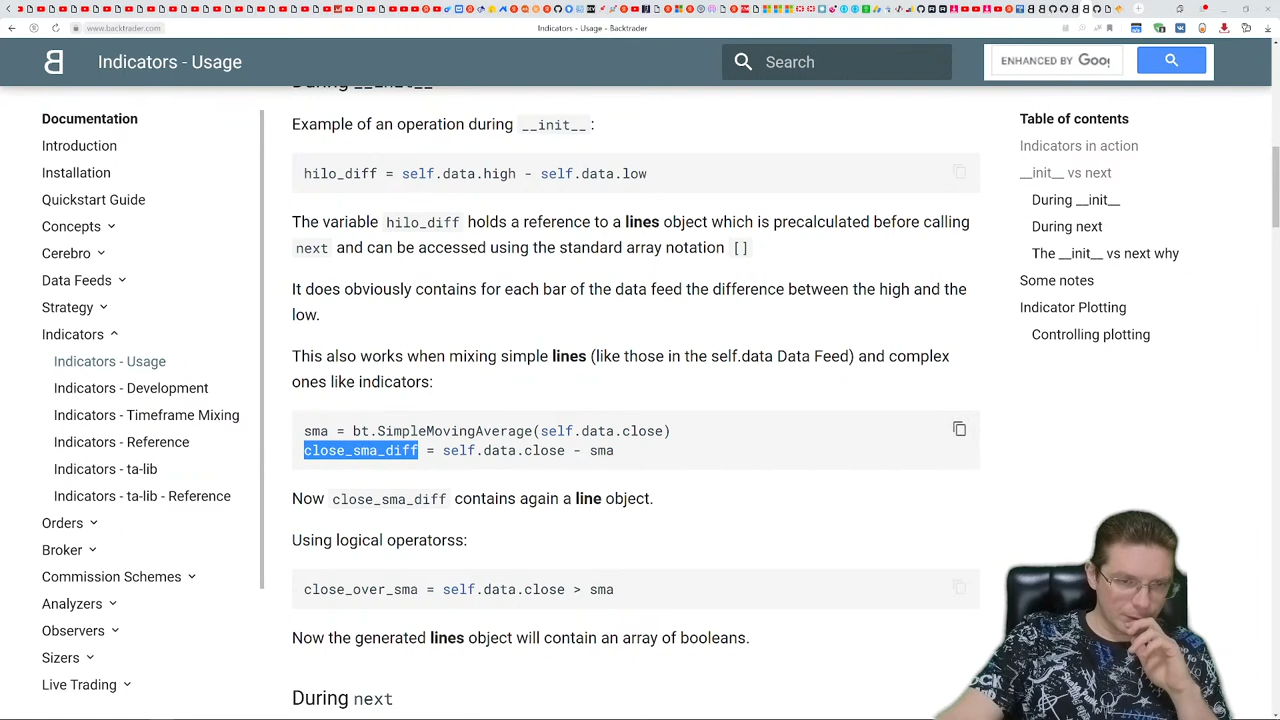 www.backtrader.com
Indicators - Usage - Backtrader
Indicators - Usage
Search
ENHANCED BY Goog
Documentation
Introduction
Installation
Quickstart Guide
Concepts
Cerebro
Data Feeds
Strategy
Indicators
Indicators - Usage
Indicators - Development
Indicators - Timeframe Mixing
Indicators - Reference
Indicators - ta-lib
Indicators - ta-lib - Reference
Orders
Broker
Commission Schemes
Analyzers
Observers
Sizers
Live Trading
During __init__
Example of an operation during __init__:
hilo_diff = self.data.high - self.data.low
The variable hilo_diff holds a reference to a lines object which is precalculated before calling
next and can be accessed using the standard array notation []
It does obviously contains for each bar of the data feed the difference between the high and the
low.
This also works when mixing simple lines (like those in the self.data Data Feed) and complex
ones like indicators:
sma = bt.SimpleMovingAverage(self.data.close)
close_sma_diff = self.data.close - sma
Now close_sma_diff contains again a line object.
Using logical operatorss:
close_over_sma = self.data.close > sma
Now the generated lines object will contain an array of booleans.
During next
Table of contents
Indicators in action
__init__ vs next
During __init__
During next
The __init__ vs next why
Some notes
Indicator Plotting
Controlling plotting